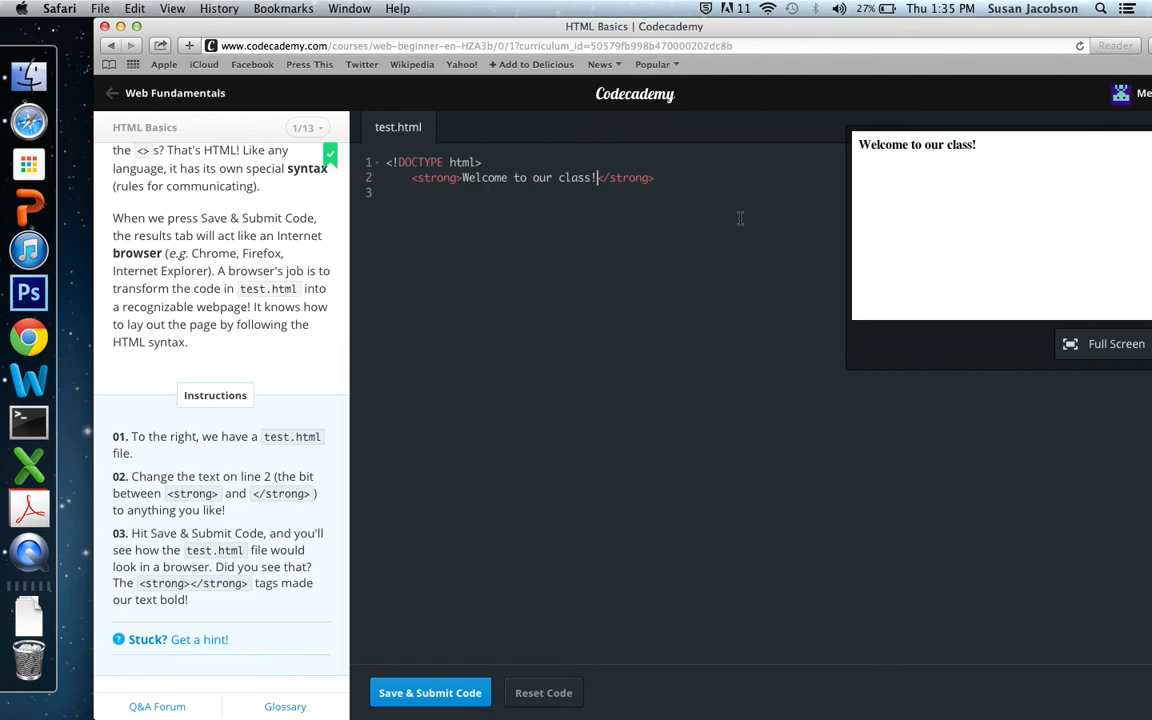 Safari File Edit View History Bookmarks Window Help 11 27% Thu 1:35 PM Susan Jacobson
HTML Basics | Codecademy
www.codecademy.com/courses/web-beginner-en-HZA3b/0/1?curriculum_id=50579fb998b470000202dc8b Reader
Apple iCloud Facebook Press This Twitter Wikipedia Yahoo! + Add to Delicious News Popular
Web Fundamentals
Codecademy
Me
HTML Basics 1/13
the <> s? That's HTML! Like any
language, it has its own special syntax
(rules for communicating).
When we press Save & Submit Code,
the results tab will act like an Internet
browser (e.g. Chrome, Firefox,
Internet Explorer). A browser's job is to
transform the code in test.html into
a recognizable webpage! It knows how
to lay out the page by following the
HTML syntax.
Instructions
01. To the right, we have a test.html
file.
02. Change the text on line 2 (the bit
between <strong> and </strong>)
to anything you like!
03. Hit Save & Submit Code, and you'll
see how the test.html file would
look in a browser. Did you see that?
The <strong></strong> tags made
our text bold!
? Stuck? Get a hint!
Q&A Forum Glossary
test.html
1 <!DOCTYPE html>
2 <strong>Welcome to our class!</strong>
3
Save & Submit Code Reset Code
Welcome to our class!
Full Screen
Ps